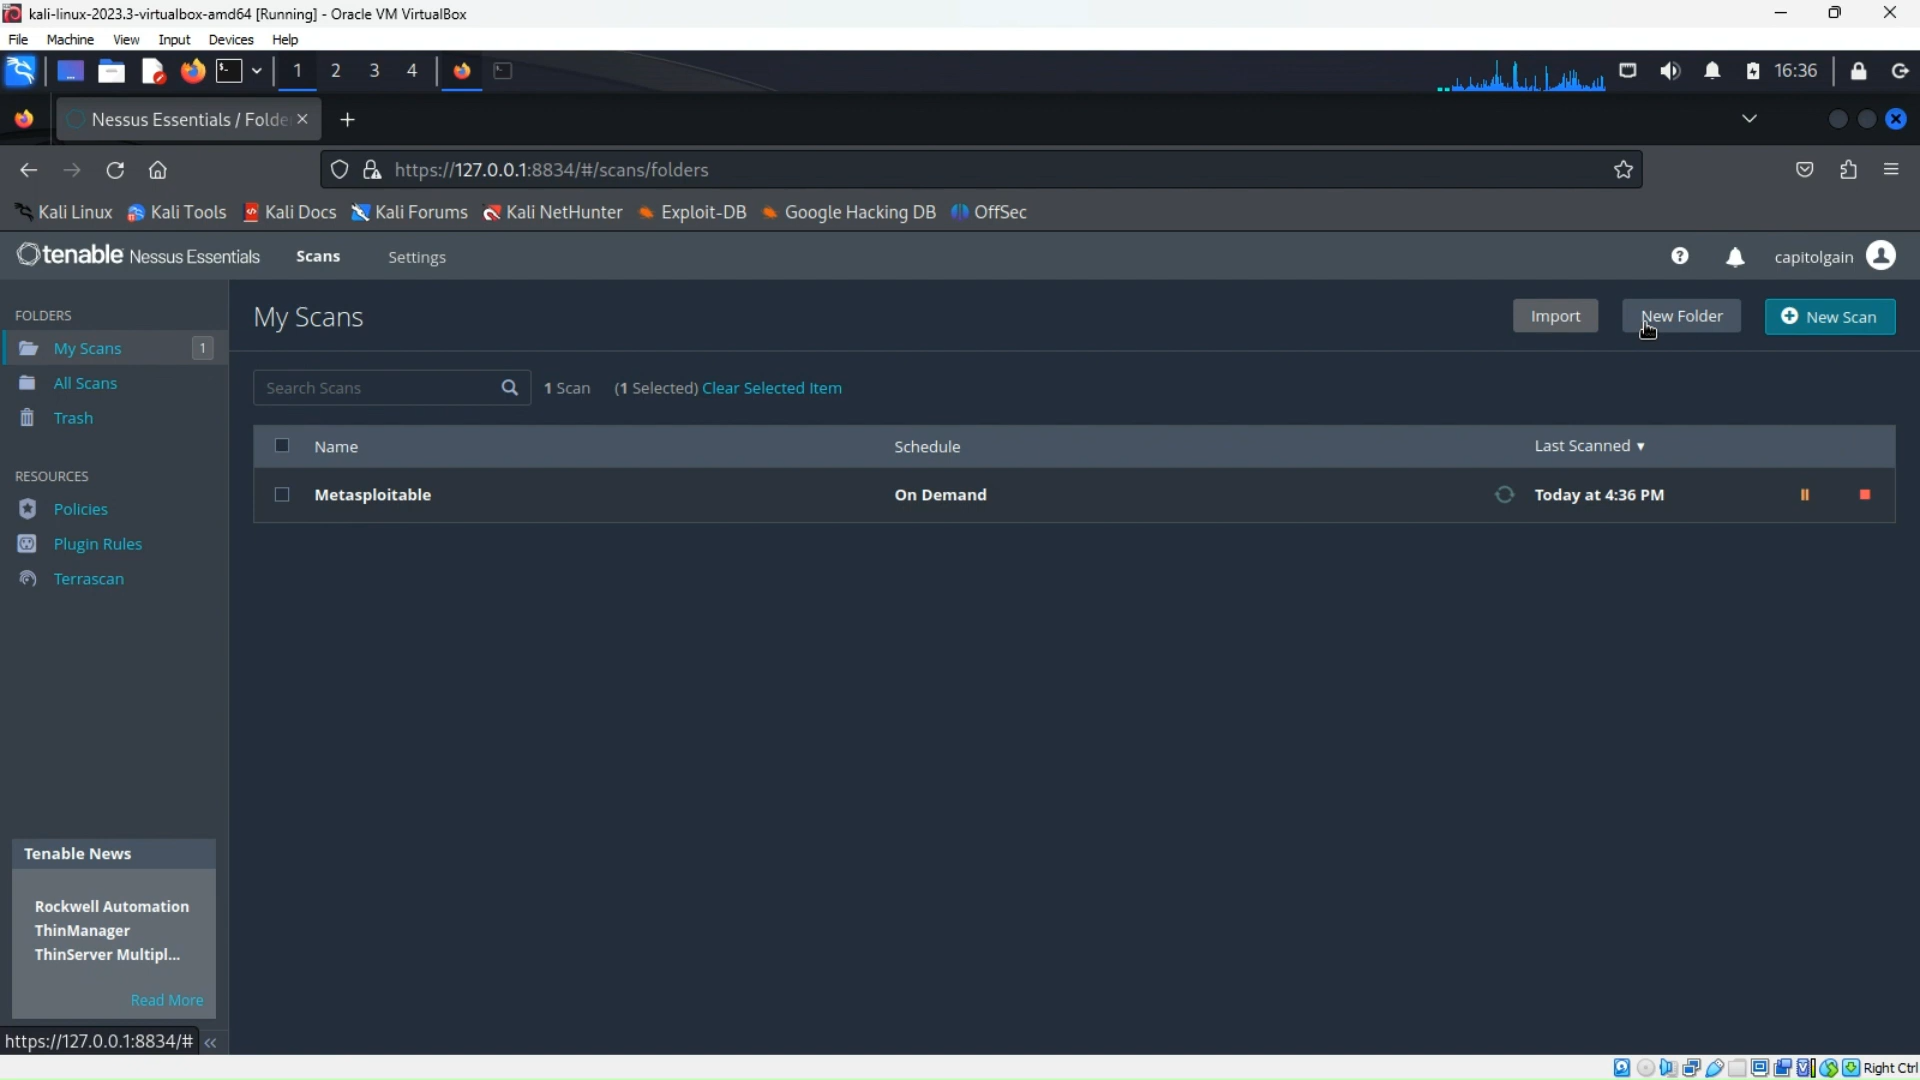 kali-linux-2023.3-virtualbox-amd64 [Running] - Oracle VM VirtualBox
File Machine View Input Devices Help
1 2 3 4 16:36
Nessus Essentials / Folde
https://127.0.0.1:8834/#/scans/folders
Kali Linux Kali Tools Kali Docs Kali Forums Kali NetHunter Exploit-DB Google Hacking DB OffSec
tenable Nessus Essentials Scans Settings capitolgain
FOLDERS
My Scans 1
All Scans
Trash
RESOURCES
Policies
Plugin Rules
Terrascan
Tenable News
Rockwell Automation
ThinManager
ThinServer Multipl...
Read More
https://127.0.0.1:8834/# «
My Scans Import New Folder New Scan
Search Scans 1 Scan (1 Selected) Clear Selected Item
Name Schedule Last Scanned ▼
Metasploitable On Demand Today at 4:36 PM
Right Ctrl